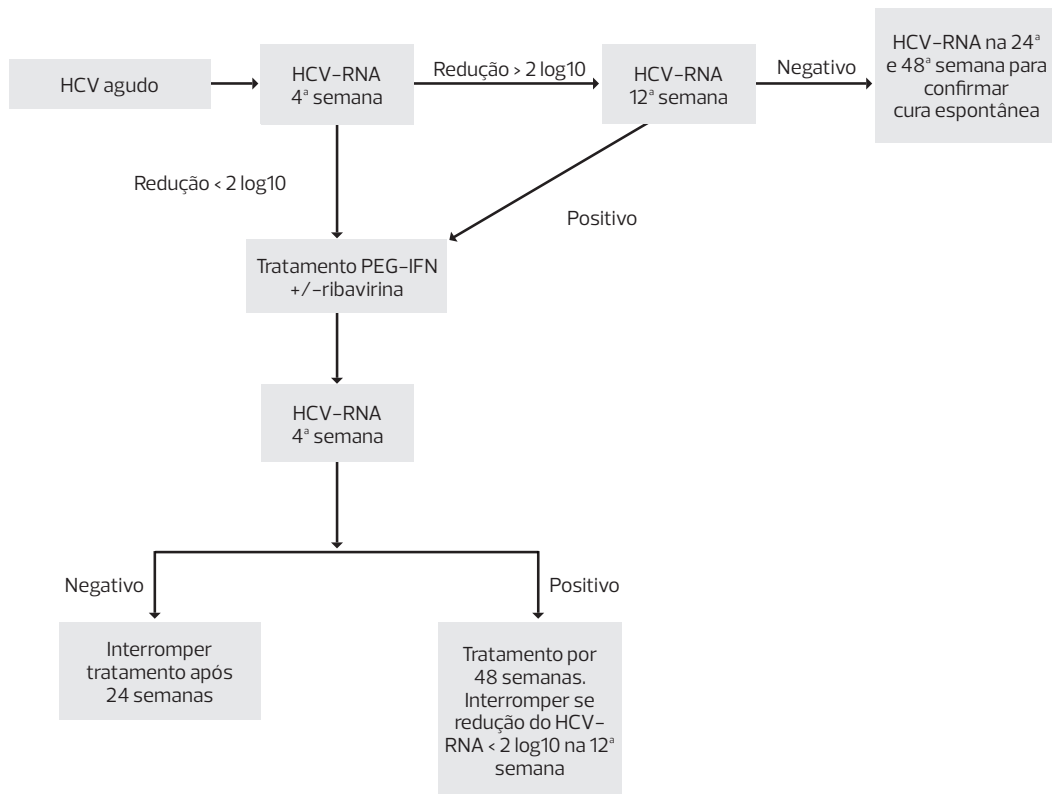 HCV agudo
HCV-RNA
4ª semana
Redução > 2 log10
HCV-RNA
12ª semana
Negativo
HCV-RNA na 24ª
e 48ª semana para
confirmar
cura espontânea
Redução < 2 log10
Positivo
Tratamento PEG-IFN
+/-ribavirina
HCV-RNA
4ª semana
Negativo
Positivo
Interromper
tratamento após
24 semanas
Tratamento por
48 semanas.
Interromper se
redução do HCV-
RNA < 2 log10 na 12ª
semana